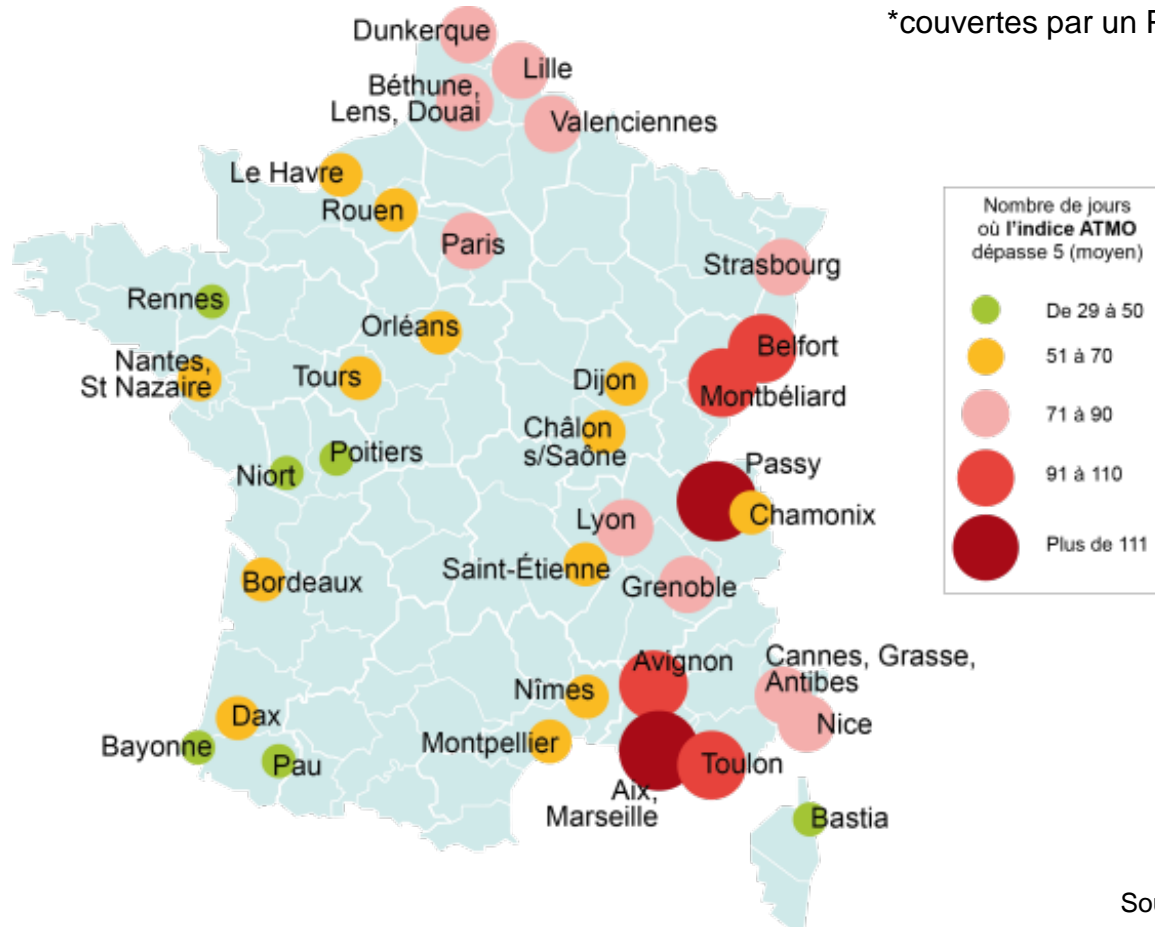 *couvertes par un P
Dunkerque
Lille
Béthune,
Lens, Douai
Valenciennes
Le Havre
Rouen
Paris
Strasbourg
Rennes
Orléans
Belfort
Nantes,
St Nazaire
Tours
Dijon
Montbéliard
Châlon
s/Saône
Poitiers
Niort
Passy
Chamonix
Lyon
Saint-Étienne
Bordeaux
Grenoble
Avignon
Cannes, Grasse,
Antibes
Nîmes
Nice
Dax
Bayonne
Montpellier
Pau
Toulon
Aix,
Marseille
Bastia
Nombre de jours
où l'indice ATMO
dépasse 5 (moyen)
De 29 à 50
51 à 70
71 à 90
91 à 110
Plus de 111